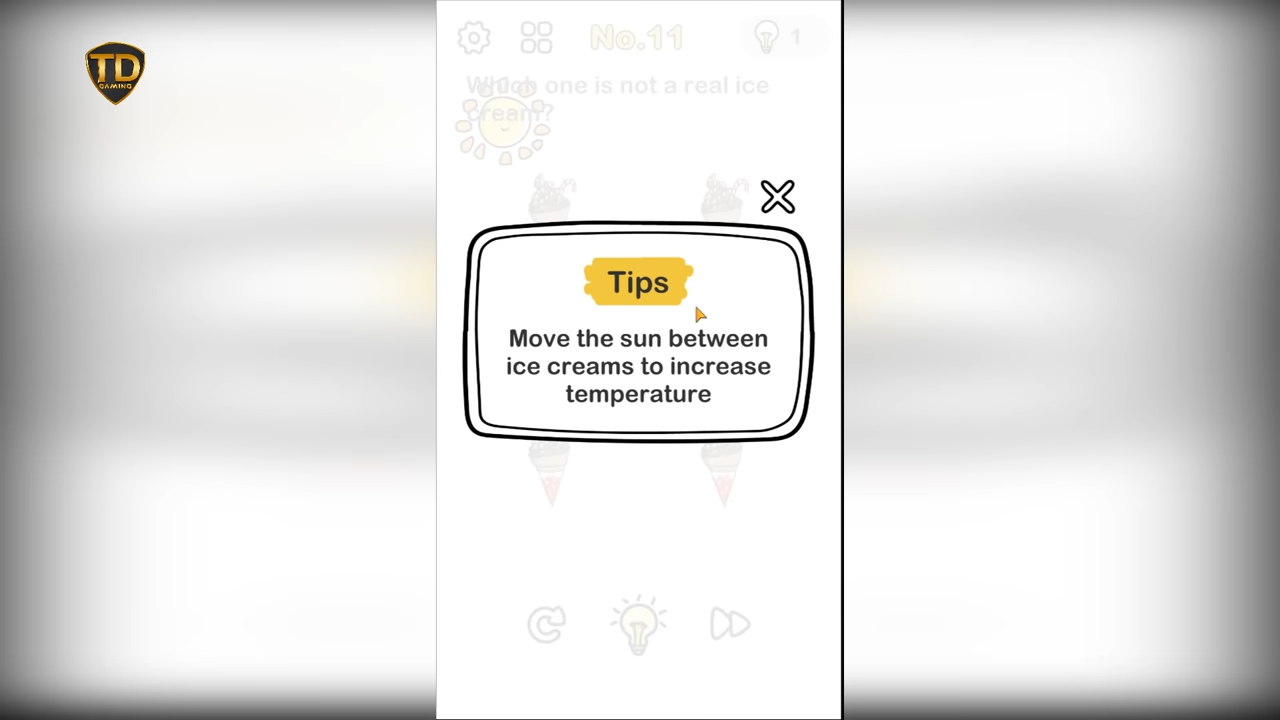 TD
GAMING
No.11
1
Which one is not a real ice
cream?
Tips
Move the sun between
ice creams to increase
temperature